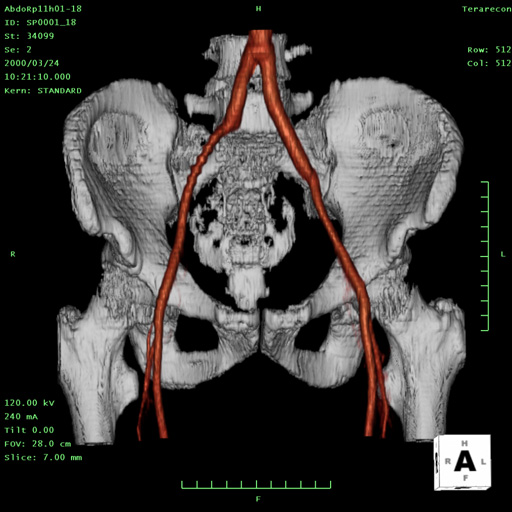 AbdoRp11h01-18
ID: SP0001_18
St: 34099
Se: 2
2000/03/24
10:21:10.000
Kern: STANDARD
H
Terarecon
Row: 512
Col: 512
R
L
120.00 kV
240 mA
Tilt 0.00
FOV: 28.0 cm
Slice: 7.00 mm
F
H
R A L
F